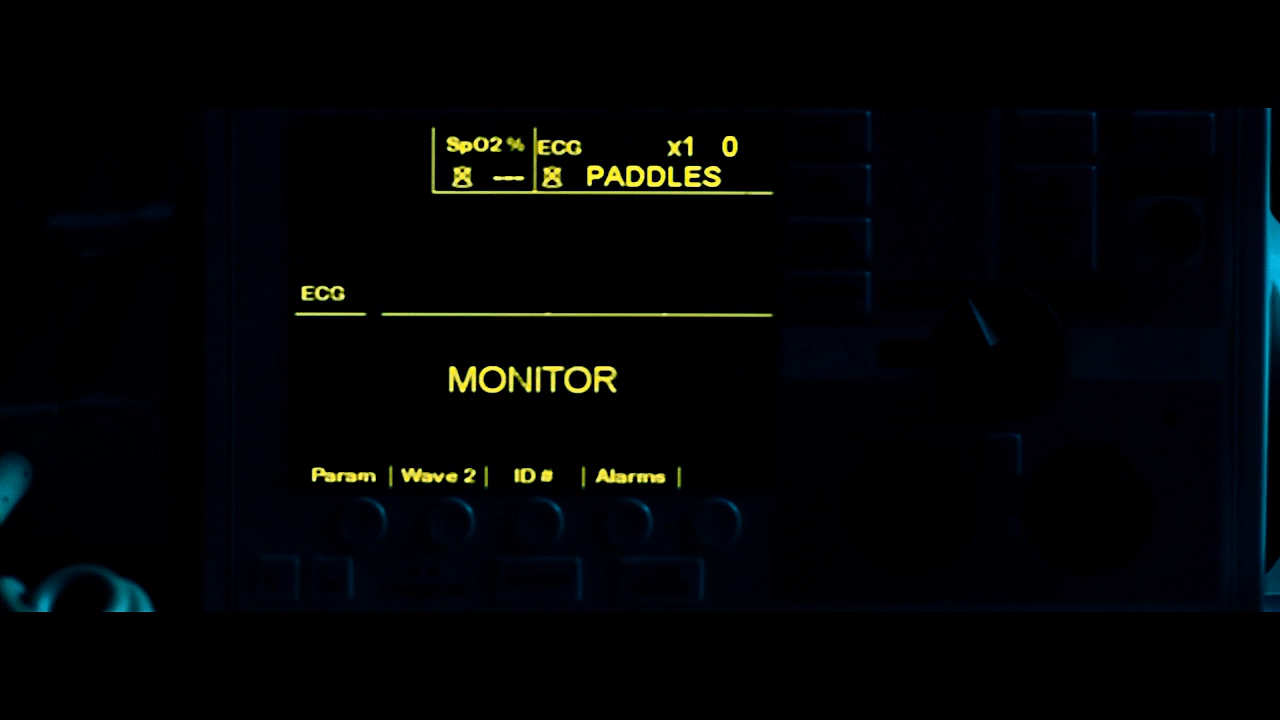 SpO2 % ECG x1 0
--- PADDLES
ECG
MONITOR
Param | Wave 2 | ID # | Alarms |